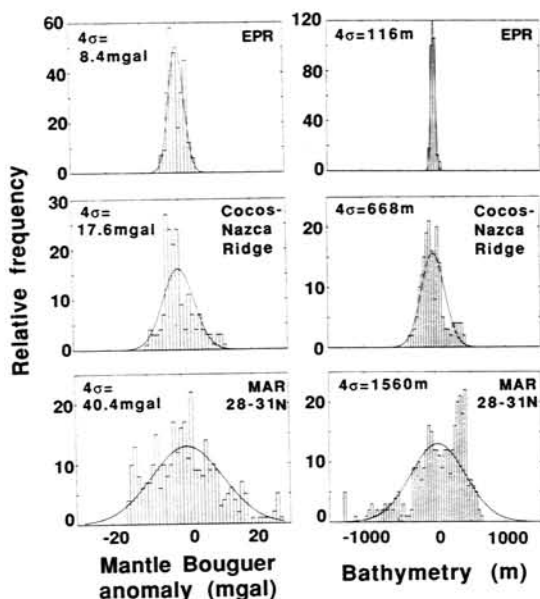 60
40
20
0
4σ=
8.4mgal
EPR
120
80
40
0
4σ=116m
EPR
30
20
10
0
4σ=
17.6mgal
Cocos-
Nazca
Ridge
30
20
10
0
4σ=668m
Cocos-
Nazca
Ridge
20
10
0
4σ=
40.4mgal
MAR
28-31N
20
10
0
4σ=1560m
MAR
28-31N
Relative frequency
-20 0 20
Mantle Bouguer
anomaly (mgal)
-1000 0 1000
Bathymetry (m)